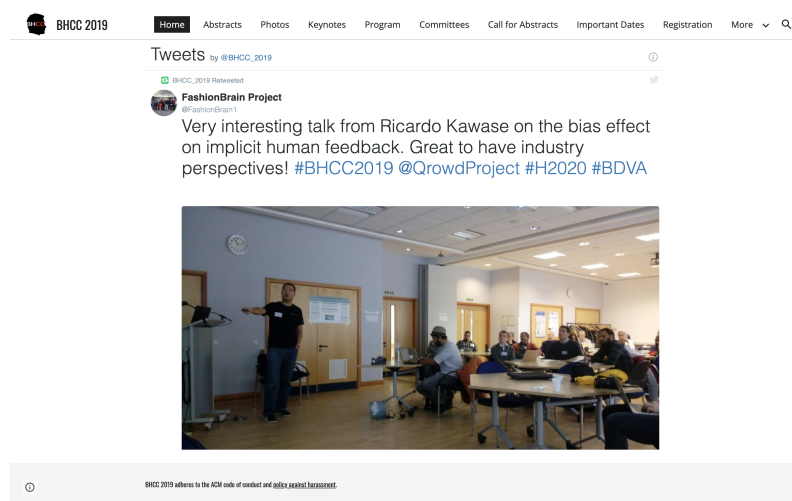 BHCC 2019
Home Abstracts Photos Keynotes Program Committees Call for Abstracts Important Dates Registration More
Tweets by @BHCC_2019
BHCC_2019 Retweeted
FashionBrain Project
@FashionBrain1
Very interesting talk from Ricardo Kawase on the bias effect
on implicit human feedback. Great to have industry
perspectives! #BHCC2019 @QrowdProject #H2020 #BDVA
BHCC 2019 adheres to the ACM code of conduct and policy against harassment.